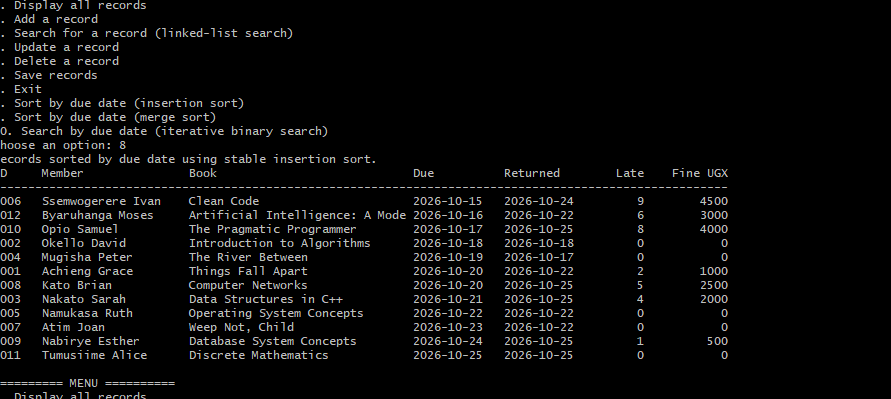 . Display all records
. Add a record
. Search for a record (linked-list search)
. Update a record
. Delete a record
. Save records
. Exit
. Sort by due date (insertion sort)
. Sort by due date (merge sort)
0. Search by due date (iterative binary search)
hoose an option: 8
ecords sorted by due date using stable insertion sort.
D Member Book Due Returned Late Fine UGX
--------------------------------------------------------------------------------------------------------
006 Ssemwogerere Ivan Clean Code 2026-10-15 2026-10-24 9 4500
012 Byaruhanga Moses Artificial Intelligence: A Mode 2026-10-16 2026-10-22 6 3000
010 Opio Samuel The Pragmatic Programmer 2026-10-17 2026-10-25 8 4000
002 Okello David Introduction to Algorithms 2026-10-18 2026-10-18 0 0
004 Mugisha Peter The River Between 2026-10-19 2026-10-17 0 0
001 Achieng Grace Things Fall Apart 2026-10-20 2026-10-22 2 1000
008 Kato Brian Computer Networks 2026-10-20 2026-10-25 5 2500
003 Nakato Sarah Data Structures in C++ 2026-10-21 2026-10-25 4 2000
005 Namukasa Ruth Operating System Concepts 2026-10-22 2026-10-22 0 0
007 Atim Joan Weep Not, Child 2026-10-23 2026-10-22 0 0
009 Nabirye Esther Database System Concepts 2026-10-24 2026-10-25 1 500
011 Tumusiime Alice Discrete Mathematics 2026-10-25 2026-10-25 0 0
========= MENU ==========
. Display all records